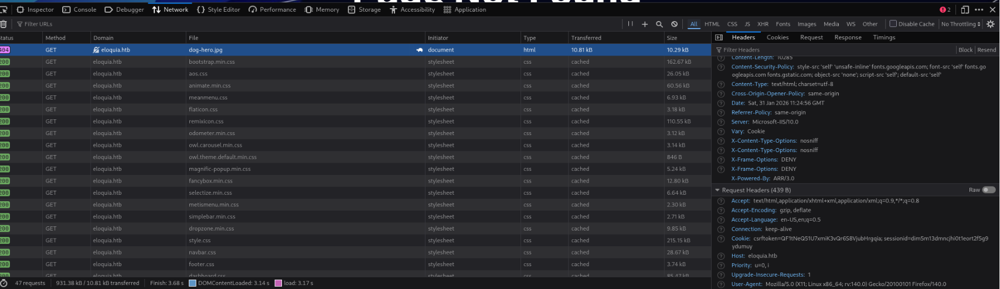 Page Not Found
Inspector Console Debugger Network Style Editor Performance Memory Storage Accessibility Application 2
Filter URLs All HTML CSS JS XHR Fonts Images Media WS Other Disable Cache No Throttling
Status Method Domain File Initiator Type Transferred Size
404 GET eloquia.htb dog-hero.jpg document html 10.81 kB 10.29 kB
200 GET eloquia.htb bootstrap.min.css stylesheet css cached 162.67 kB
200 GET eloquia.htb aos.css stylesheet css cached 26.05 kB
200 GET eloquia.htb animate.min.css stylesheet css cached 60.56 kB
200 GET eloquia.htb meanmenu.css stylesheet css cached 6.93 kB
200 GET eloquia.htb flaticon.css stylesheet css cached 3.18 kB
200 GET eloquia.htb remixicon.css stylesheet css cached 110.55 kB
200 GET eloquia.htb odometer.min.css stylesheet css cached 3.12 kB
200 GET eloquia.htb owl.carousel.min.css stylesheet css cached 3.14 kB
200 GET eloquia.htb owl.theme.default.min.css stylesheet css cached 846 B
200 GET eloquia.htb magnific-popup.min.css stylesheet css cached 5.24 kB
200 GET eloquia.htb fancybox.min.css stylesheet css cached 12.80 kB
200 GET eloquia.htb selectize.min.css stylesheet css cached 6.64 kB
200 GET eloquia.htb metismenu.min.css stylesheet css cached 2.30 kB
200 GET eloquia.htb simplebar.min.css stylesheet css cached 2.71 kB
200 GET eloquia.htb dropzone.min.css stylesheet css cached 9.85 kB
200 GET eloquia.htb style.css stylesheet css cached 215.15 kB
200 GET eloquia.htb navbar.css stylesheet css cached 28.67 kB
200 GET eloquia.htb footer.css stylesheet css cached 3.74 kB
200 GET eloquia.htb dashboard.css stylesheet css cached 85.47 kB
47 requests 931.38 kB / 10.81 kB transferred Finish: 3.68 s DOMContentLoaded: 3.14 s load: 3.17 s
Headers Cookies Request Response Timings
Filter Headers Block Resend
Content-Length: 10285
Content-Security-Policy: style-src 'self' 'unsafe-inline' fonts.googleapis.com; font-src 'self' fonts.go
ogleapis.com fonts.gstatic.com; object-src 'none'; script-src 'self'; default-src 'self'
Content-Type: text/html; charset=utf-8
Cross-Origin-Opener-Policy: same-origin
Date: Sat, 31 Jan 2026 11:24:56 GMT
Referrer-Policy: same-origin
Server: Microsoft-IIS/10.0
Vary: Cookie
X-Content-Type-Options: nosniff
X-Content-Type-Options: nosniff
X-Frame-Options: DENY
X-Frame-Options: DENY
X-Powered-By: ARR/3.0
Request Headers (439 B) Raw
Accept: text/html,application/xhtml+xml,application/xml;q=0.9,*/*;q=0.8
Accept-Encoding: gzip, deflate
Accept-Language: en-US,en;q=0.5
Connection: keep-alive
Cookie: csrftoken=QF1tNeQ51U7xmiK3vQr6S8VjubHrgqia; sessionid=dim5m13dmncjhi0t1eort2f5g9
ydumuy
Host: eloquia.htb
Priority: u=0, i
Upgrade-Insecure-Requests: 1
User-Agent: Mozilla/5.0 (X11; Linux x86_64; rv:140.0) Gecko/20100101 Firefox/140.0